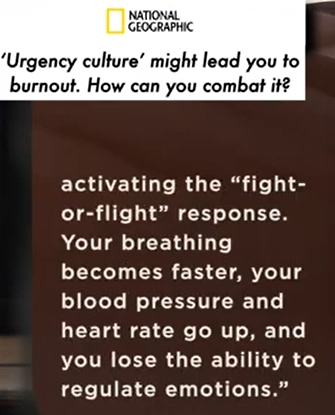 NATIONAL
GEOGRAPHIC
‘Urgency culture’ might lead you to
burnout. How can you combat it?
activating the “fight-
or-flight” response.
Your breathing
becomes faster, your
blood pressure and
heart rate go up, and
you lose the ability to
regulate emotions.”